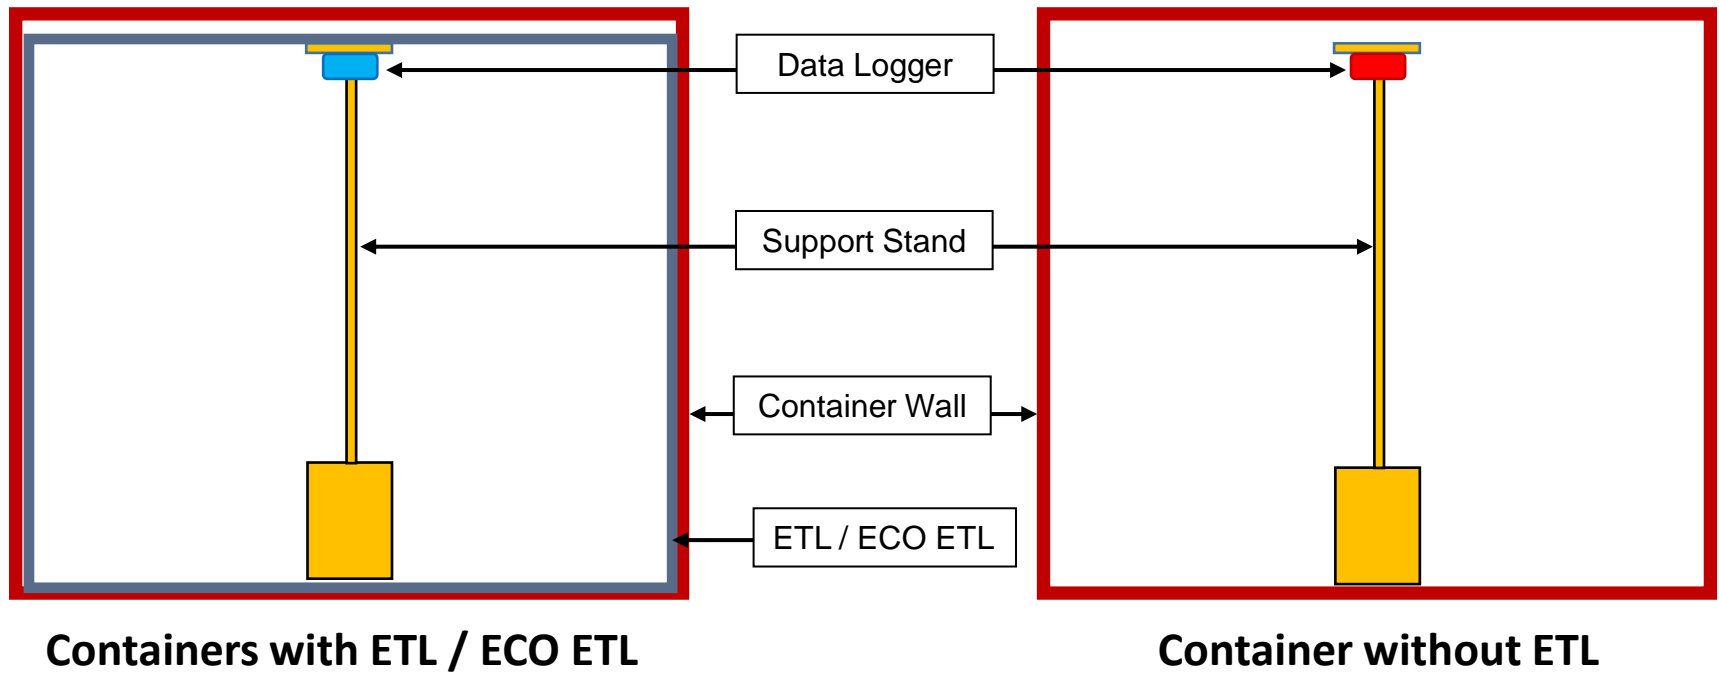 Data Logger
Support Stand
Container Wall
ETL / ECO ETL
Containers with ETL / ECO ETL
Container without ETL